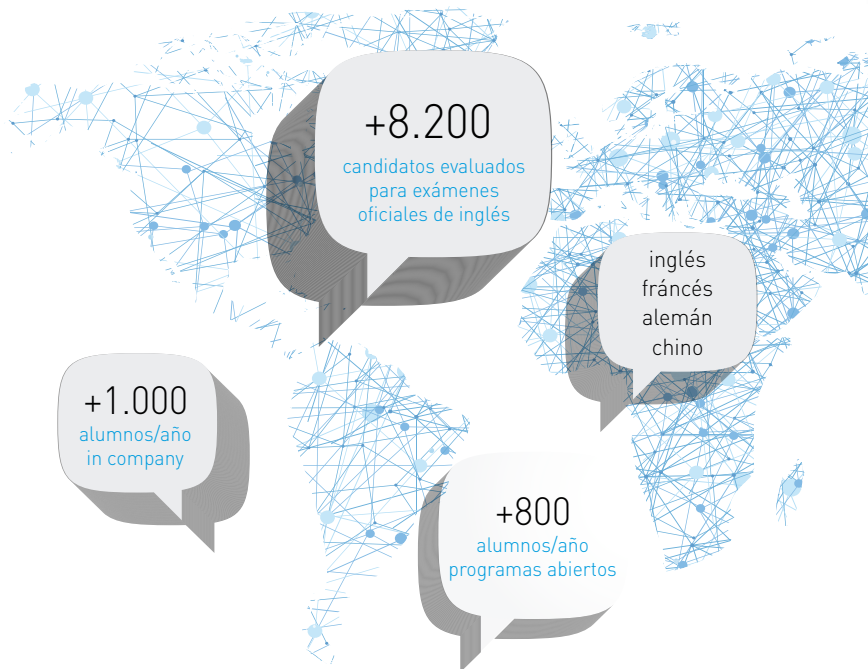 +8.200
candidatos evaluados
para exámenes
oficiales de inglés
inglés
fráncés
alemán
chino
+1.000
alumnos/año
in company
+800
alumnos/año
programas abiertos